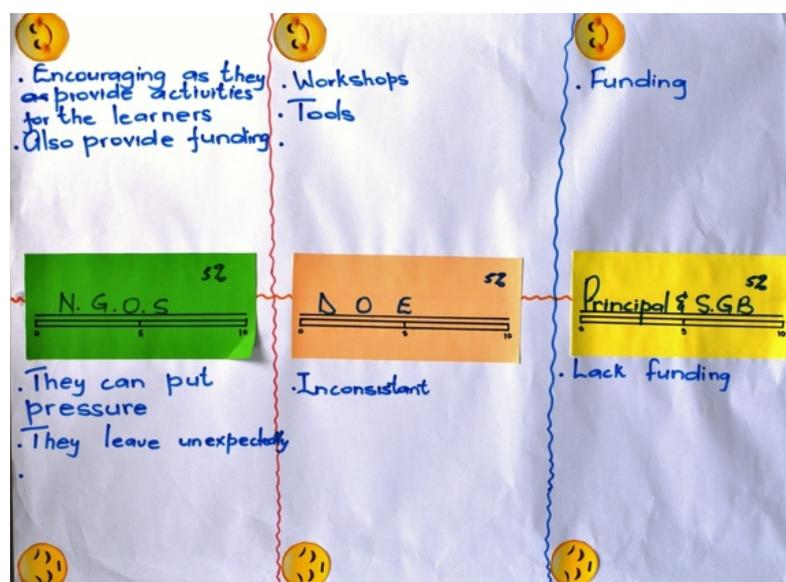 . Encouraging as they
as provide activities
for the learners
. Also provide funding
. Workshops
. Tools
.
. Funding
52
N. G. O. S
0 5 10
52
D O E
0 5 10
52
Principal & S.GB
0 5 10
. They can put
pressure
. They leave unexpectedly
.
. Inconsistant
. Lack funding